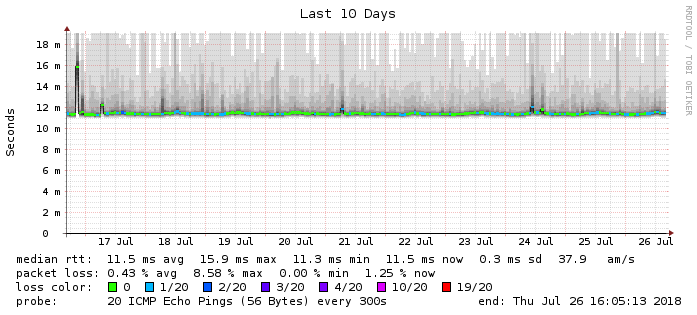 Last 10 Days
RRDTOOL / TOBI OETIKER
Seconds
18 m
16 m
14 m
12 m
10 m
8 m
6 m
4 m
2 m
0
17 Jul 18 Jul 19 Jul 20 Jul 21 Jul 22 Jul 23 Jul 24 Jul 25 Jul 26 Jul
median rtt: 11.5 ms avg 15.9 ms max 11.3 ms min 11.5 ms now 0.3 ms sd 37.9 am/s
packet loss: 0.43 % avg 8.58 % max 0.00 % min 1.25 % now
loss color: 0 1/20 2/20 3/20 4/20 10/20 19/20
probe: 20 ICMP Echo Pings (56 Bytes) every 300s end: Thu Jul 26 16:05:13 2018